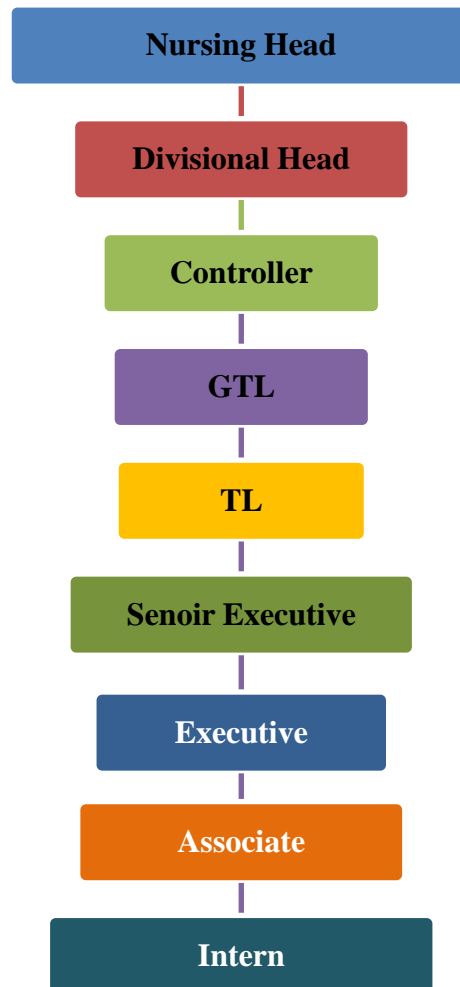 Nursing Head
Divisional Head
Controller
GTL
TL
Senoir Executive
Executive
Associate
Intern